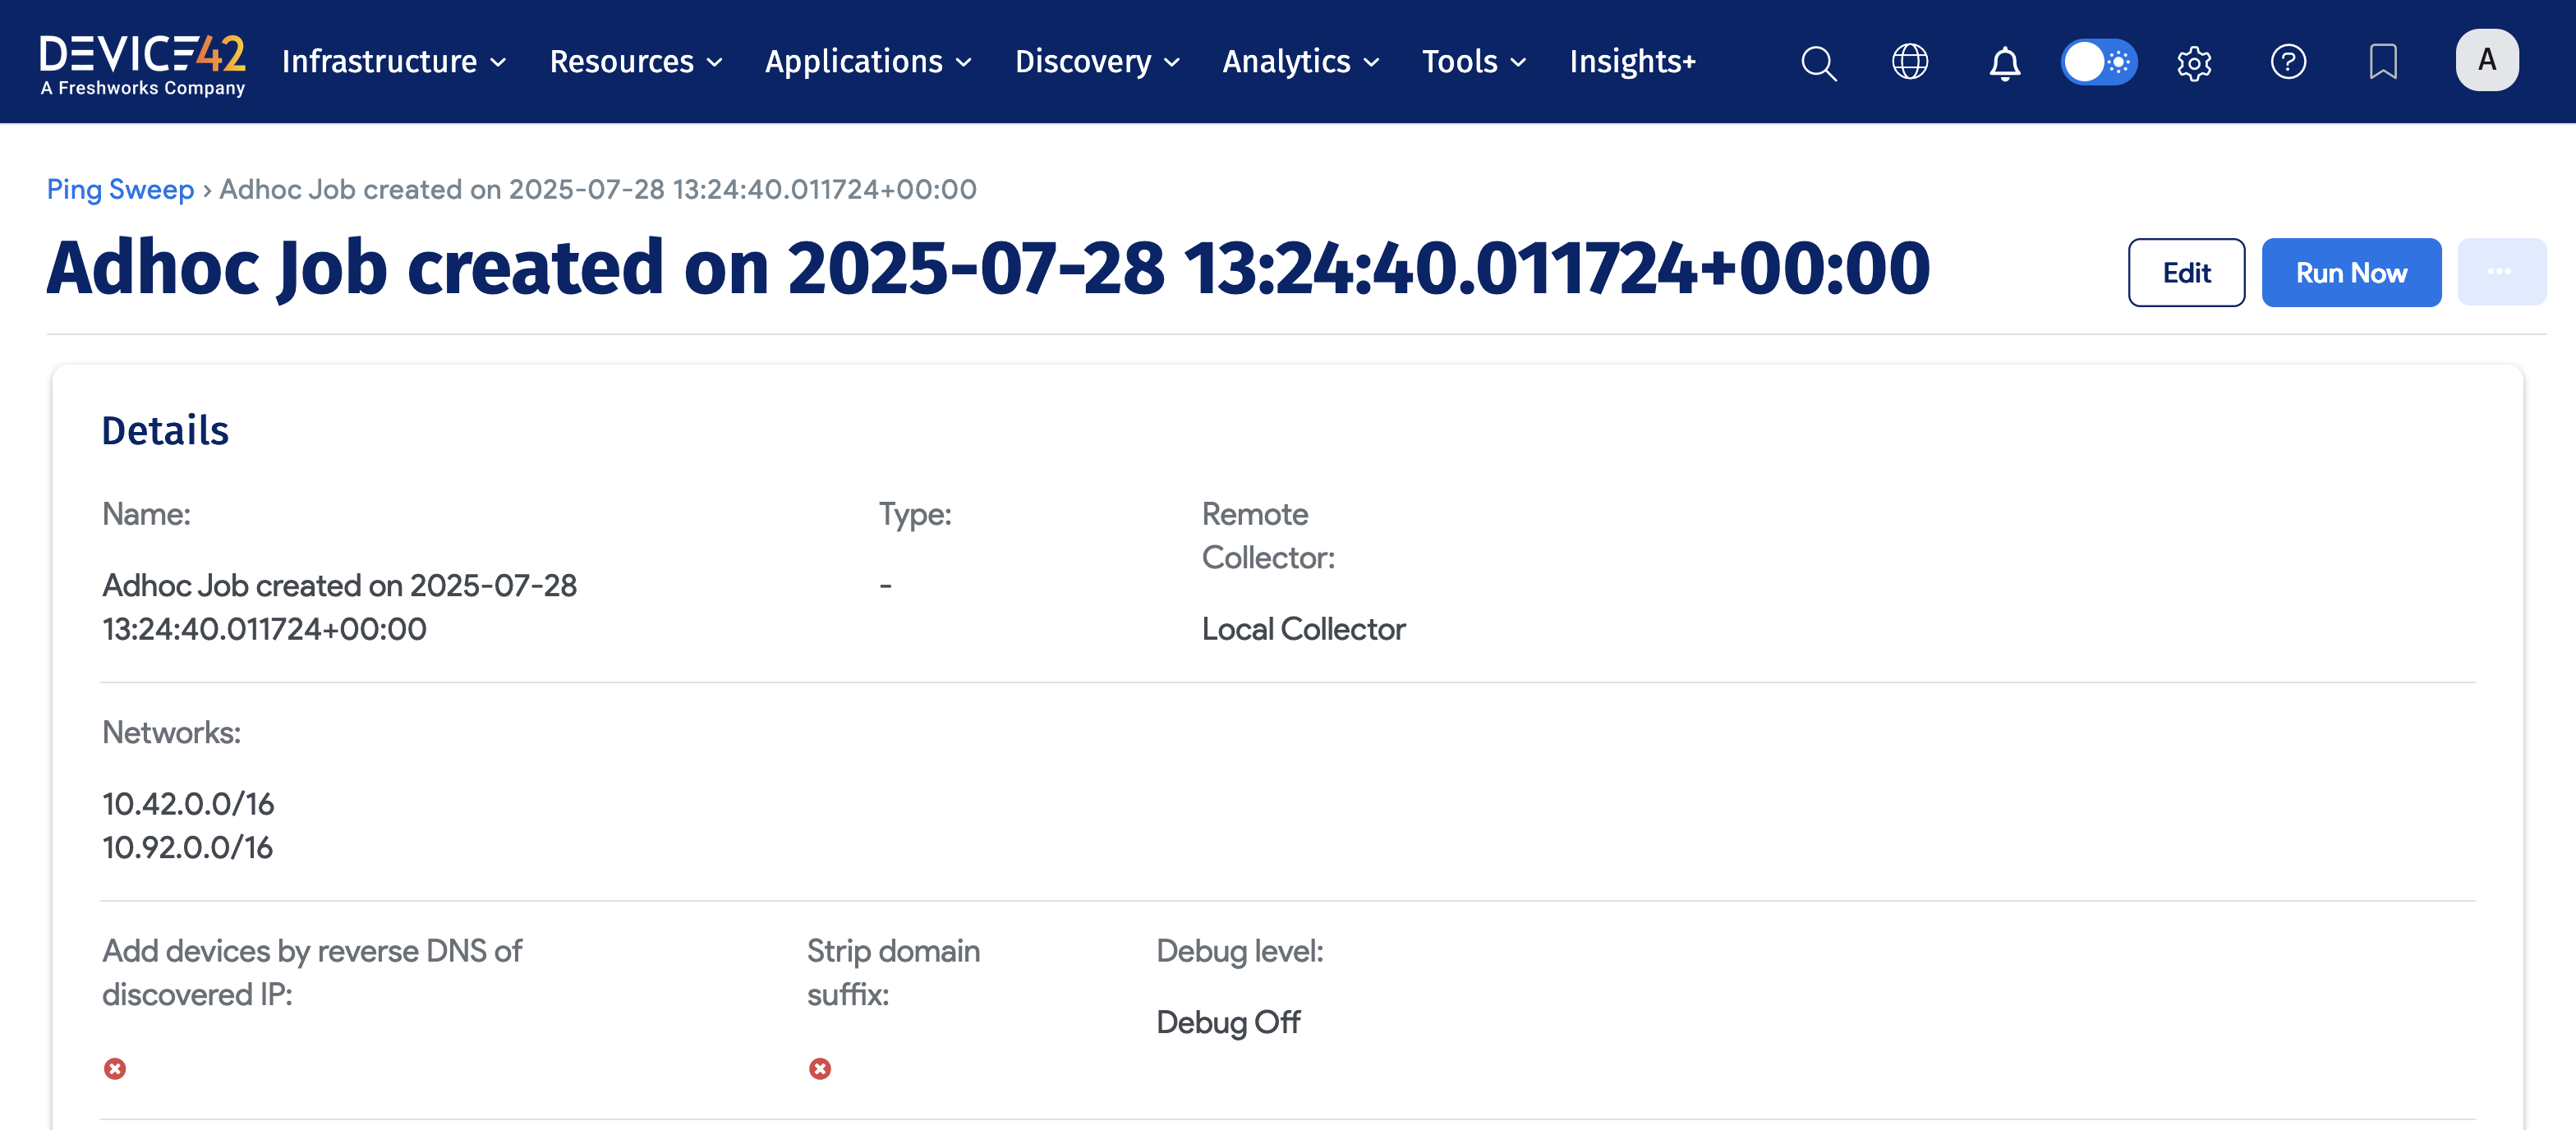 DEVICE42
A Freshworks Company
Infrastructure
Resources
Applications
Discovery
Analytics
Tools
Insights+
A
Ping Sweep › Adhoc Job created on 2025-07-28 13:24:40.011724+00:00
Adhoc Job created on 2025-07-28 13:24:40.011724+00:00
Edit
Run Now
...
Details
Name:
Adhoc Job created on 2025-07-28
13:24:40.011724+00:00
Type:
-
Remote
Collector:
Local Collector
Networks:
10.42.0.0/16
10.92.0.0/16
Add devices by reverse DNS of
discovered IP:
Strip domain
suffix:
Debug level:
Debug Off